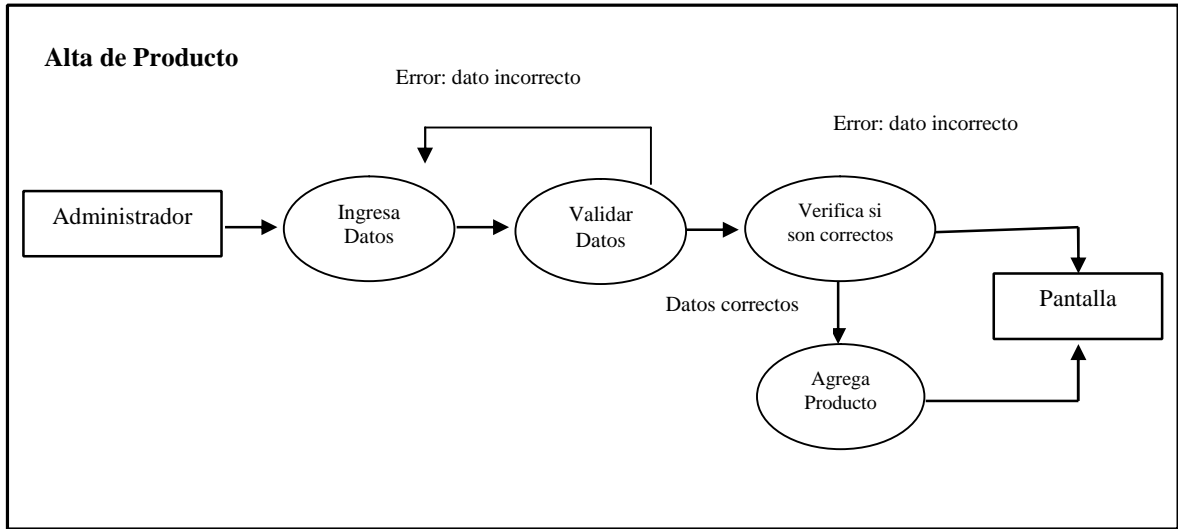 Alta de Producto
Error: dato incorrecto
Error: dato incorrecto
Administrador
Ingresa
Datos
Validar
Datos
Verifica si
son correctos
Datos correctos
Pantalla
Agrega
Producto